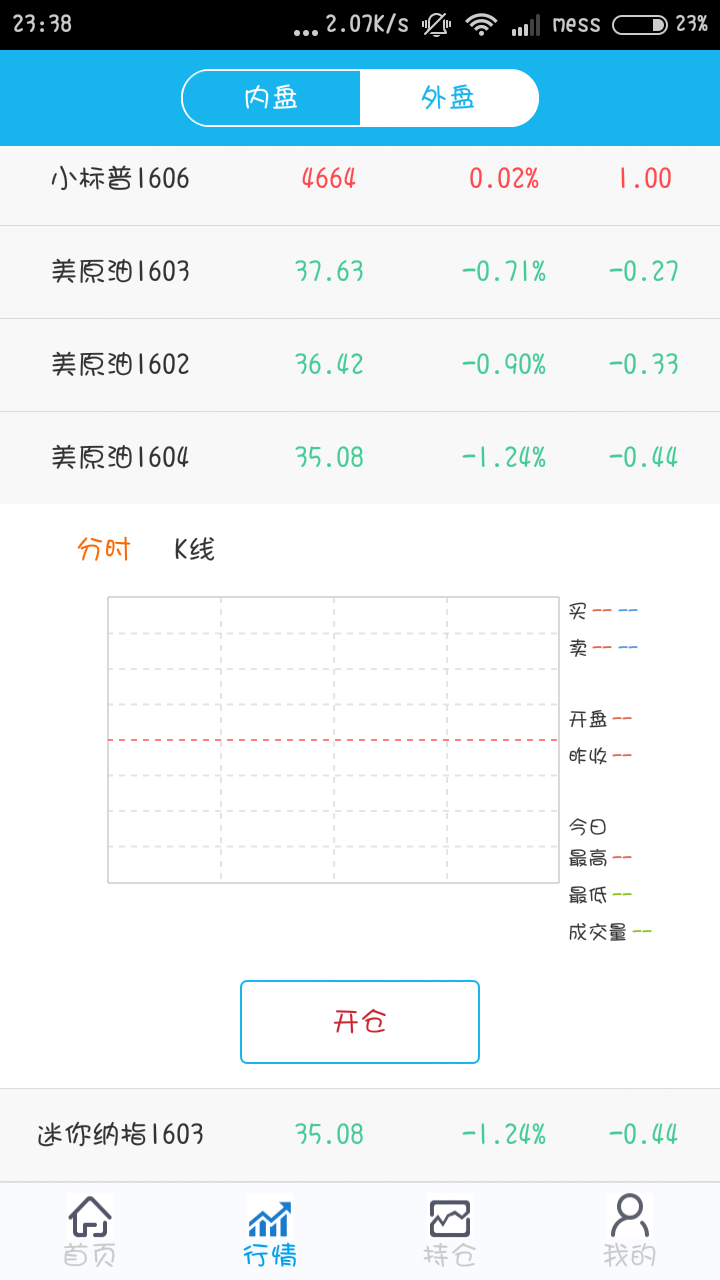 23:38 ... 2.07K/s mess 23%
内盘 外盘
小标普1606 4664 0.02% 1.00
美原油1603 37.63 -0.71% -0.27
美原油1602 36.42 -0.90% -0.33
美原油1604 35.08 -1.24% -0.44
分时 K线
买 -- --
卖 -- --
开盘 --
昨收 --
今日
最高 --
最低 --
成交量 --
开仓
迷你纳指1603 35.08 -1.24% -0.44
首页 行情 持仓 我的